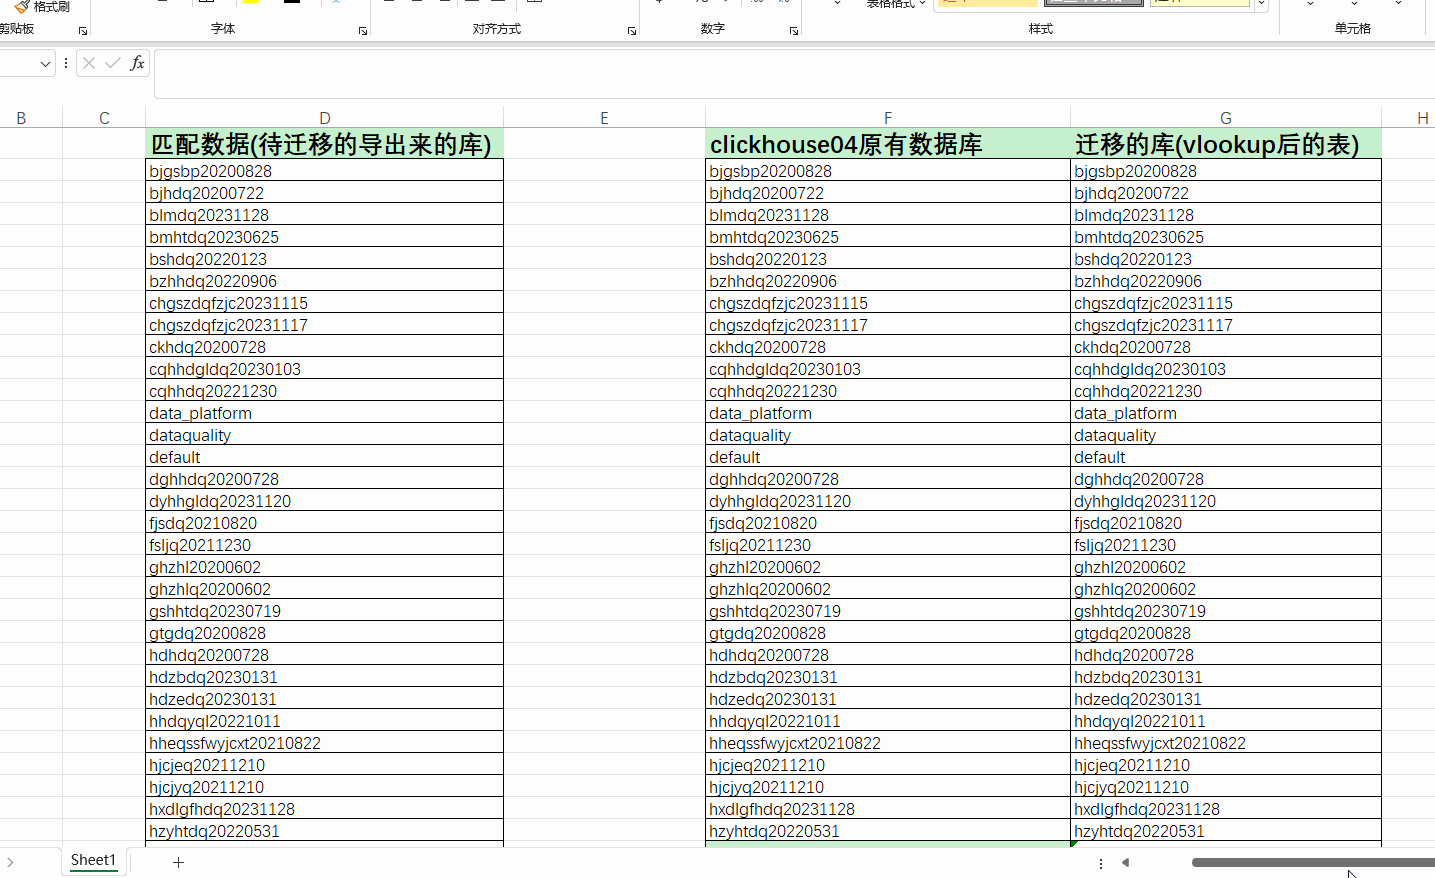 格式刷
表格格式
剪贴板 字体 对齐方式 数字 样式 单元格
fx
B C D E F G H
匹配数据(待迁移的导出来的库) clickhouse04原有数据库 迁移的库(vlookup后的表)
bjgsbp20200828 bjgsbp20200828 bjgsbp20200828
bjhdq20200722 bjhdq20200722 bjhdq20200722
blmdq20231128 blmdq20231128 blmdq20231128
bmhtdq20230625 bmhtdq20230625 bmhtdq20230625
bshdq20220123 bshdq20220123 bshdq20220123
bzhhdq20220906 bzhhdq20220906 bzhhdq20220906
chgszdqfzjc20231115 chgszdqfzjc20231115 chgszdqfzjc20231115
chgszdqfzjc20231117 chgszdqfzjc20231117 chgszdqfzjc20231117
ckhdq20200728 ckhdq20200728 ckhdq20200728
cqhhdgldq20230103 cqhhdgldq20230103 cqhhdgldq20230103
cqhhdq20221230 cqhhdq20221230 cqhhdq20221230
data_platform data_platform data_platform
dataquality dataquality dataquality
default default default
dghhdq20200728 dghhdq20200728 dghhdq20200728
dyhhgldq20231120 dyhhgldq20231120 dyhhgldq20231120
fjsdq20210820 fjsdq20210820 fjsdq20210820
fsljq20211230 fsljq20211230 fsljq20211230
ghzhl20200602 ghzhl20200602 ghzhl20200602
ghzhlq20200602 ghzhlq20200602 ghzhlq20200602
gshhtdq20230719 gshhtdq20230719 gshhtdq20230719
gtgdq20200828 gtgdq20200828 gtgdq20200828
hdhdq20200728 hdhdq20200728 hdhdq20200728
hdzbdq20230131 hdzbdq20230131 hdzbdq20230131
hdzedq20230131 hdzedq20230131 hdzedq20230131
hhdqyql20221011 hhdqyql20221011 hhdqyql20221011
hheqssfwyjcxt20210822 hheqssfwyjcxt20210822 hheqssfwyjcxt20210822
hjcjeq20211210 hjcjeq20211210 hjcjeq20211210
hjcjyq20211210 hjcjyq20211210 hjcjyq20211210
hxdlgfhdq20231128 hxdlgfhdq20231128 hxdlgfhdq20231128
hzyhtdq20220531 hzyhtdq20220531 hzyhtdq20220531
Sheet1